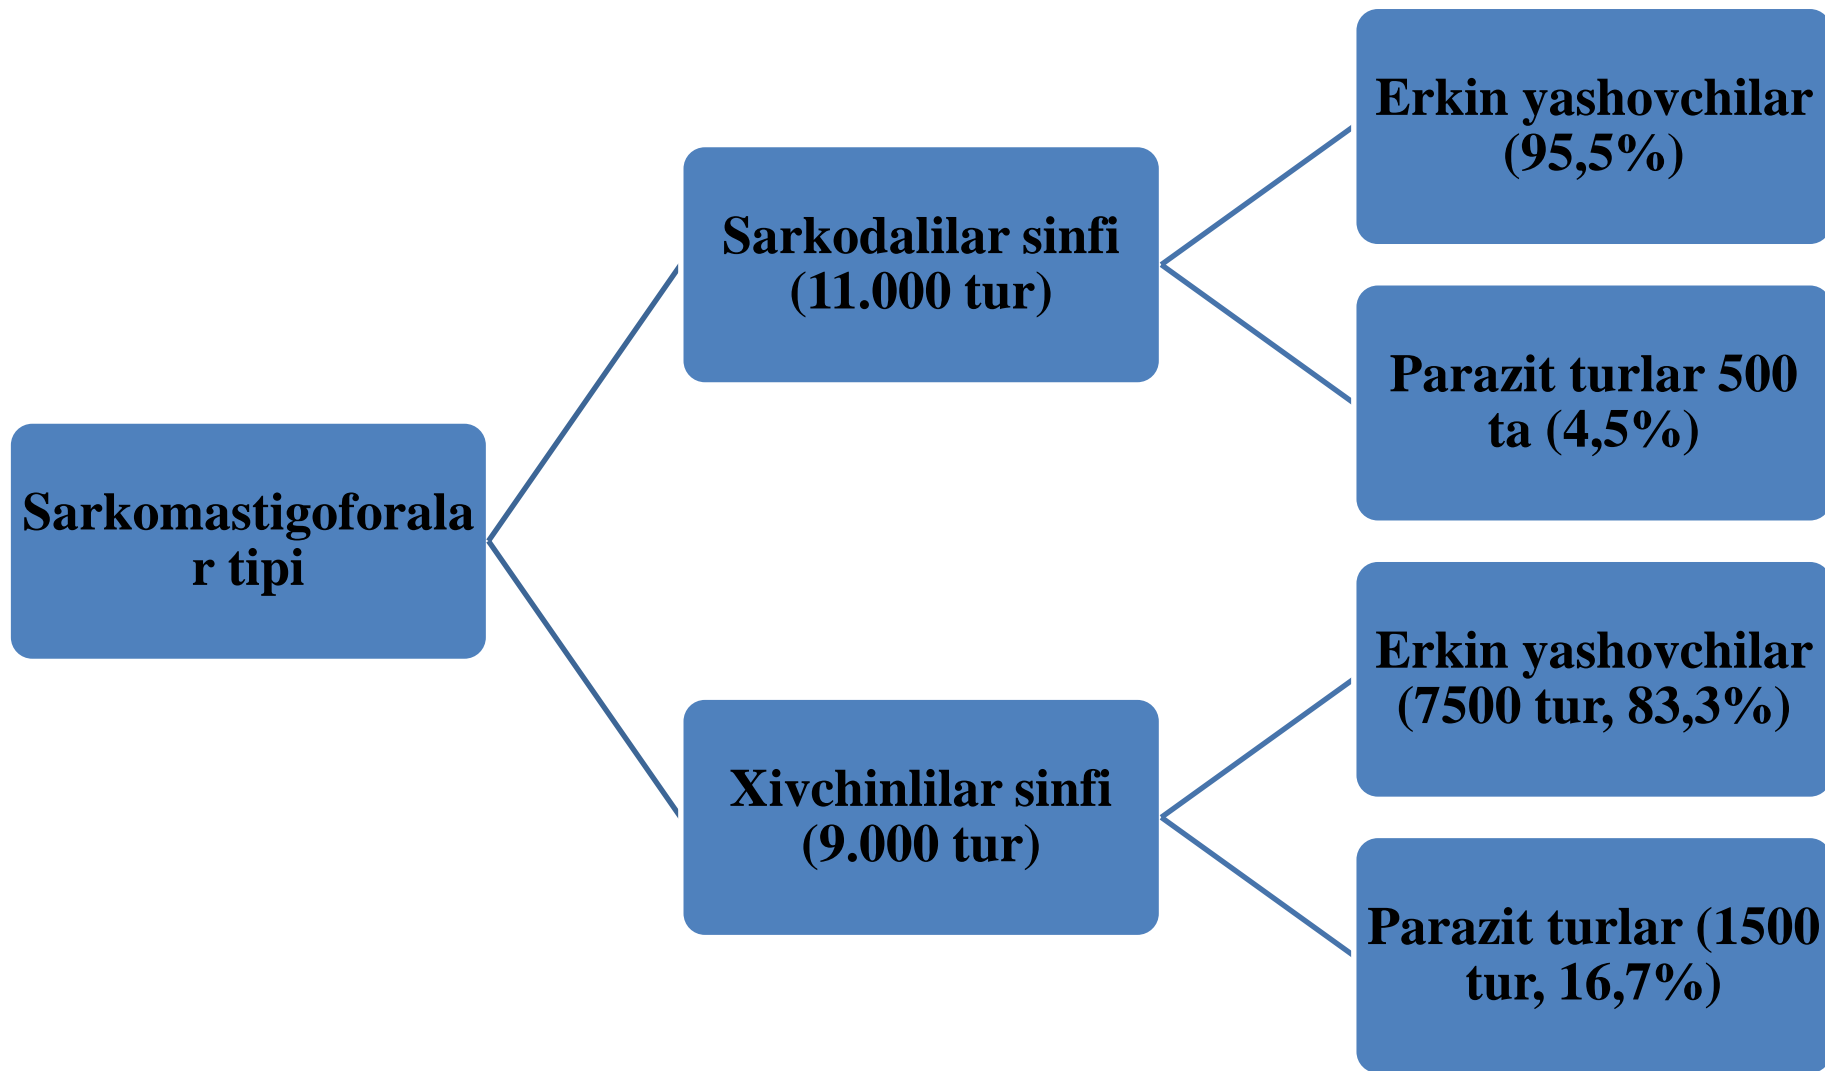 Sarkomastigoforala
r tipi
Sarkodalilar sinfi
(11.000 tur)
Erkin yashovchilar
(95,5%)
Parazit turlar 500
ta (4,5%)
Xivchinlilar sinfi
(9.000 tur)
Erkin yashovchilar
(7500 tur, 83,3%)
Parazit turlar (1500
tur, 16,7%)